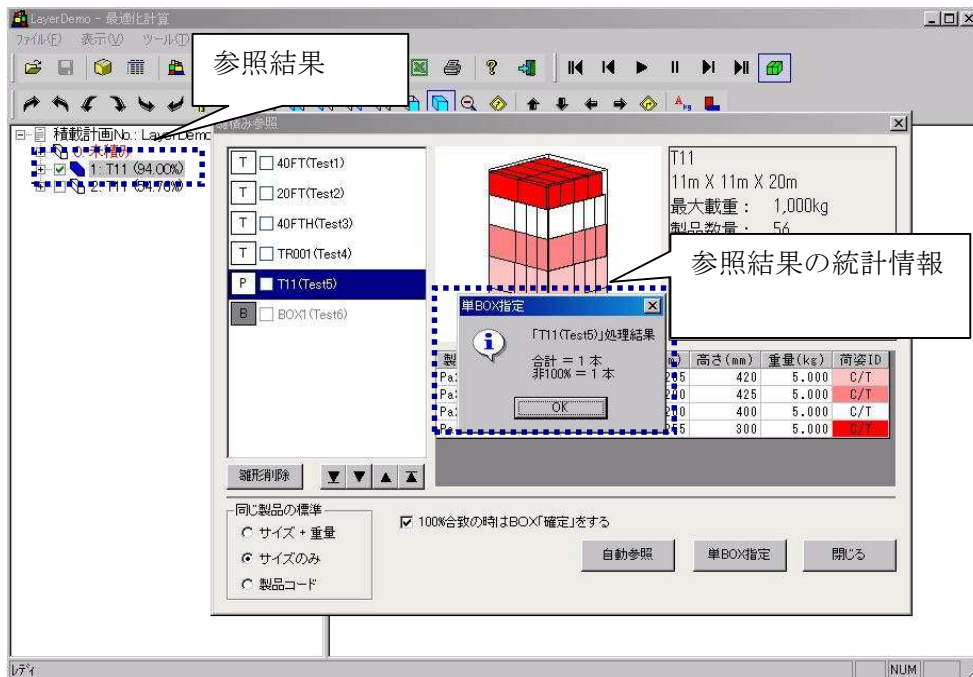 LayerDemo - 最適化計算
ファイル(F) 表示(V) ツール(T)
参照結果
積載計画No.: LayerDemo
0: 未積み
1: T11 (94.00%)
2: T11 (54.78%)
雛積み参照
T 40FT(Test1)
T 20FT(Test2)
T 40FTH(Test3)
T TR001(Test4)
P T11(Test5)
B BOX1(Test6)
T11
11m X 11m X 20m
最大載重： 1,000kg
製品数量： 56
参照結果の統計情報
単BOX指定
「T11(Test5)」処理結果
合計 = 1 本
非100% = 1 本
OK
高さ(mm) 重量(kg) 荷姿ID
420 5.000 C/T
425 5.000 C/T
400 5.000 C/T
300 5.000 C/T
雛形削除
同じ製品の標準
サイズ + 重量
サイズのみ
製品コード
100%合致の時はBOX「確定」をする
自動参照 単BOX指定 閉じる
レディ NUM